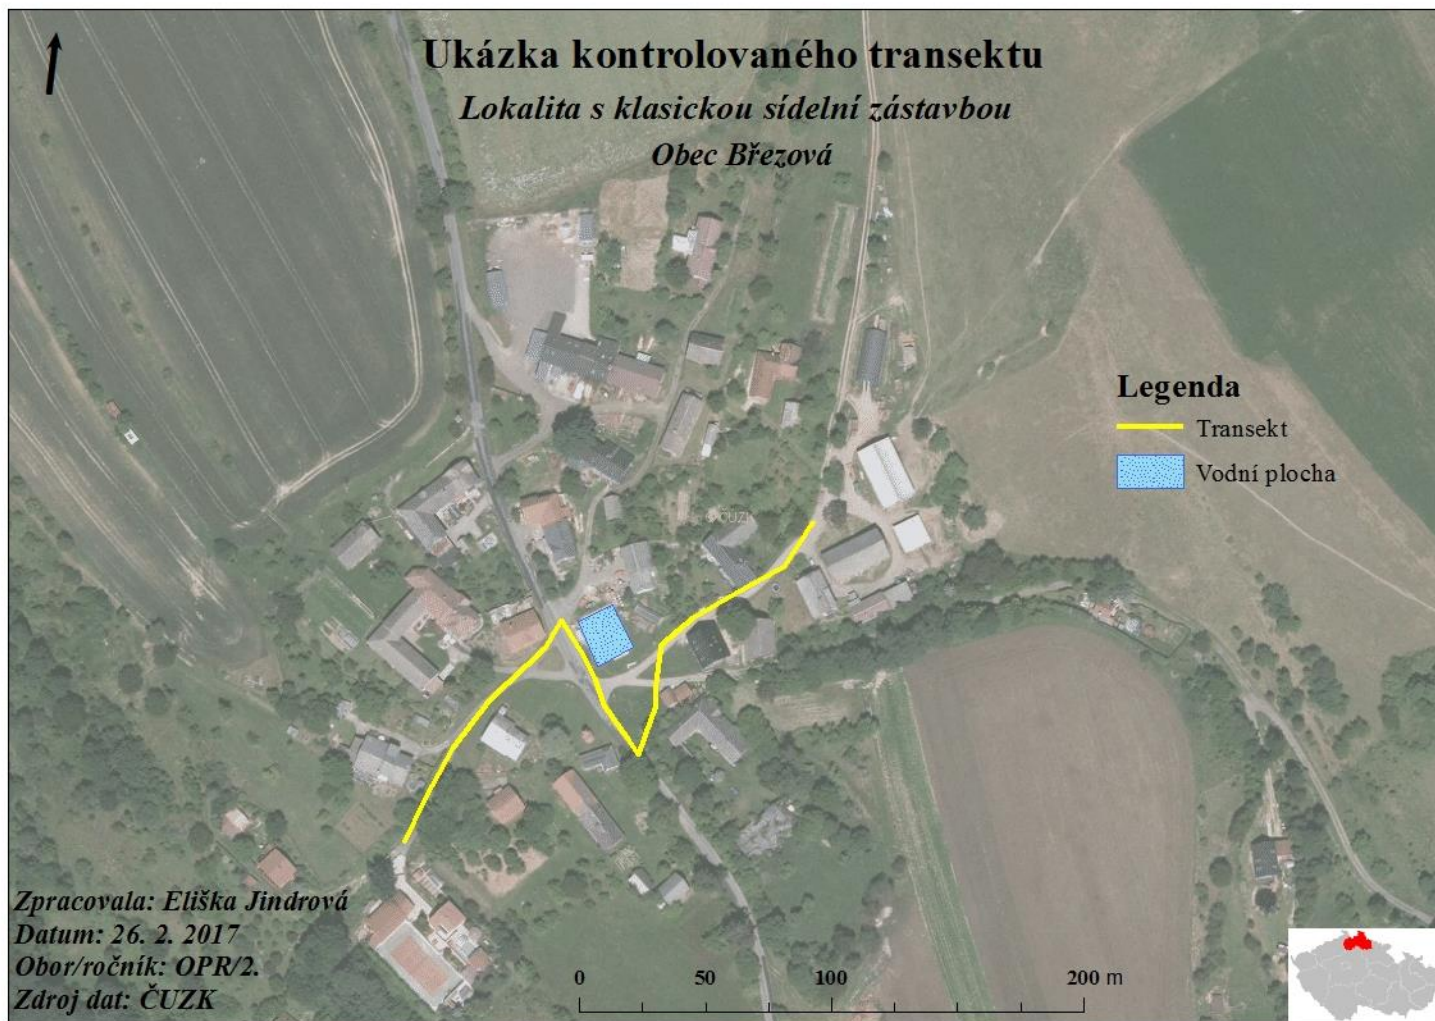 Ukázka kontrolovaného transektu
Lokalita s klasickou sídelní zástavbou
Obec Březová
Legenda
Transekt
Vodní plocha
© ČÚZK
Zpracovala: Eliška Jindrová
Datum: 26. 2. 2017
Obor/ročník: OPR/2.
Zdroj dat: ČUZK
0 50 100 200 m